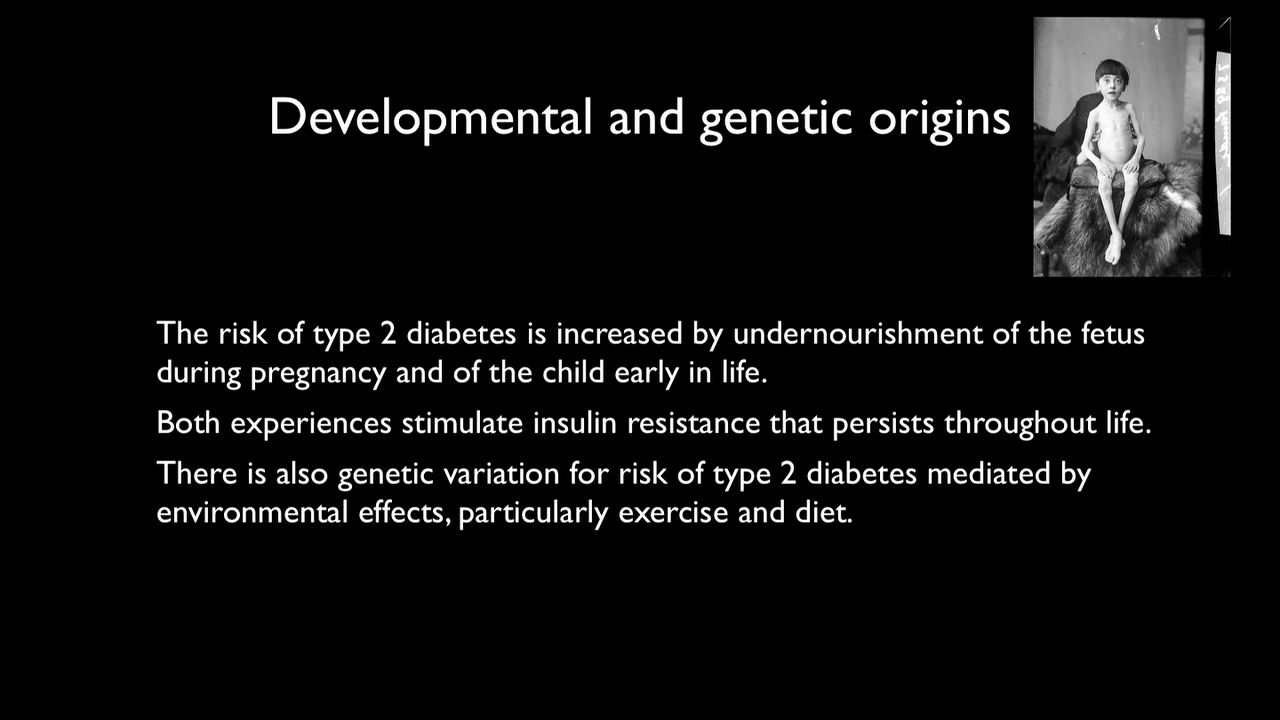 Developmental and genetic origins
The risk of type 2 diabetes is increased by undernourishment of the fetus
during pregnancy and of the child early in life.
Both experiences stimulate insulin resistance that persists throughout life.
There is also genetic variation for risk of type 2 diabetes mediated by
environmental effects, particularly exercise and diet.